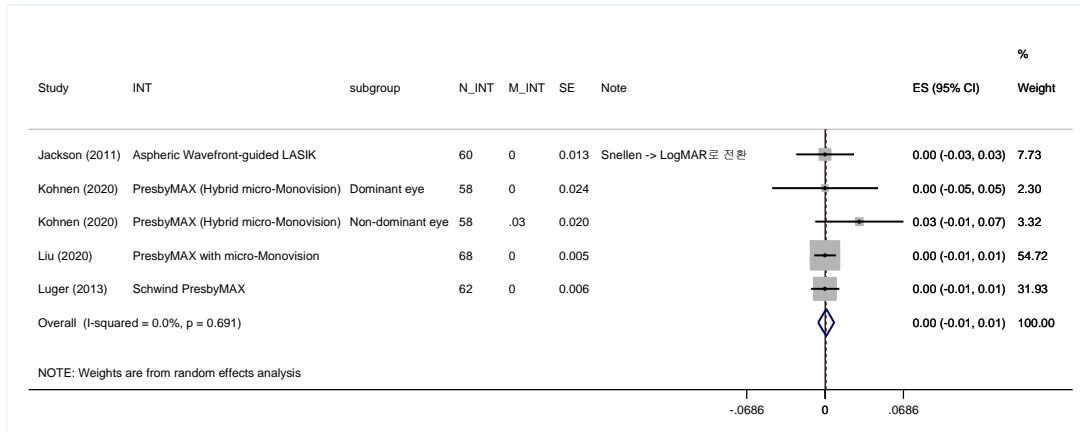 %
Study INT subgroup N_INT M_INT SE Note ES (95% CI) Weight
Jackson (2011) Aspheric Wavefront-guided LASIK 60 0 0.013 Snellen -> LogMAR로 전환 0.00 (-0.03, 0.03) 7.73
Kohnen (2020) PresbyMAX (Hybrid micro-Monovision) Dominant eye 58 0 0.024 0.00 (-0.05, 0.05) 2.30
Kohnen (2020) PresbyMAX (Hybrid micro-Monovision) Non-dominant eye 58 .03 0.020 0.03 (-0.01, 0.07) 3.32
Liu (2020) PresbyMAX with micro-Monovision 68 0 0.005 0.00 (-0.01, 0.01) 54.72
Luger (2013) Schwind PresbyMAX 62 0 0.006 0.00 (-0.01, 0.01) 31.93
Overall (I-squared = 0.0%, p = 0.691) 0.00 (-0.01, 0.01) 100.00
NOTE: Weights are from random effects analysis
-.0686 0 .0686